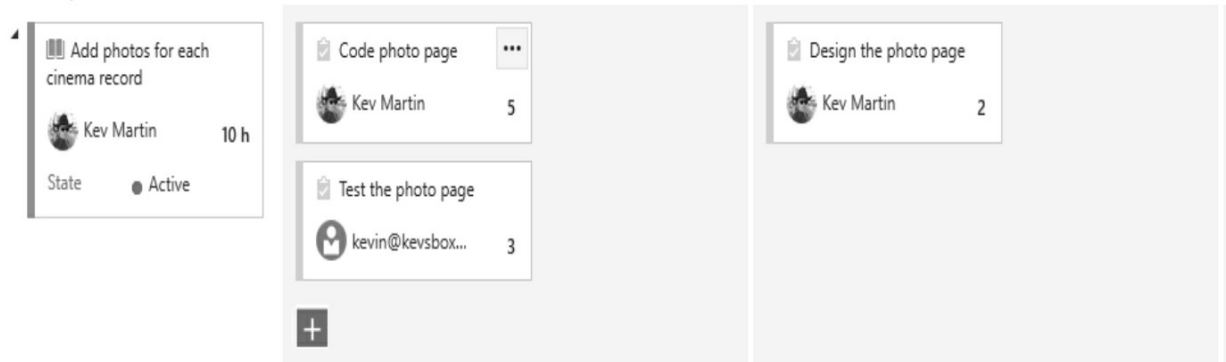 Add photos for each
cinema record
Kev Martin
10 h
State
Active
Code photo page
•••
Kev Martin
5
Test the photo page
kevin@kevsbox...
3
+
Design the photo page
Kev Martin
2